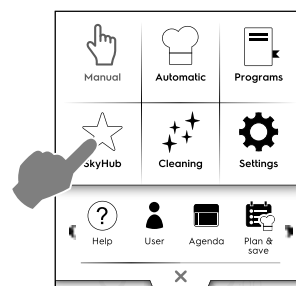 Manual Automatic Programs
SkyHub Cleaning Settings
?
Help User Agenda Plan &
save